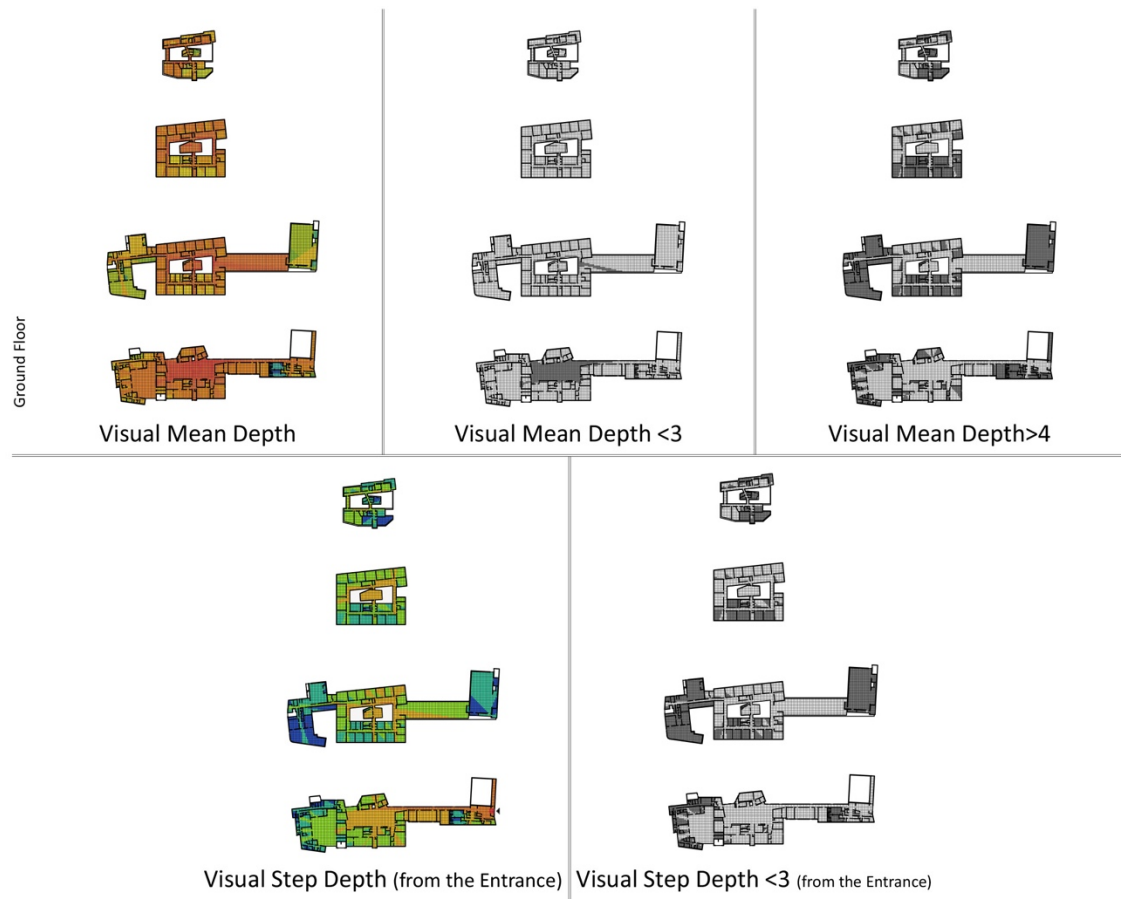 Ground Floor
Visual Mean Depth
Visual Mean Depth <3
Visual Mean Depth>4
Visual Step Depth (from the Entrance)
Visual Step Depth <3 (from the Entrance)